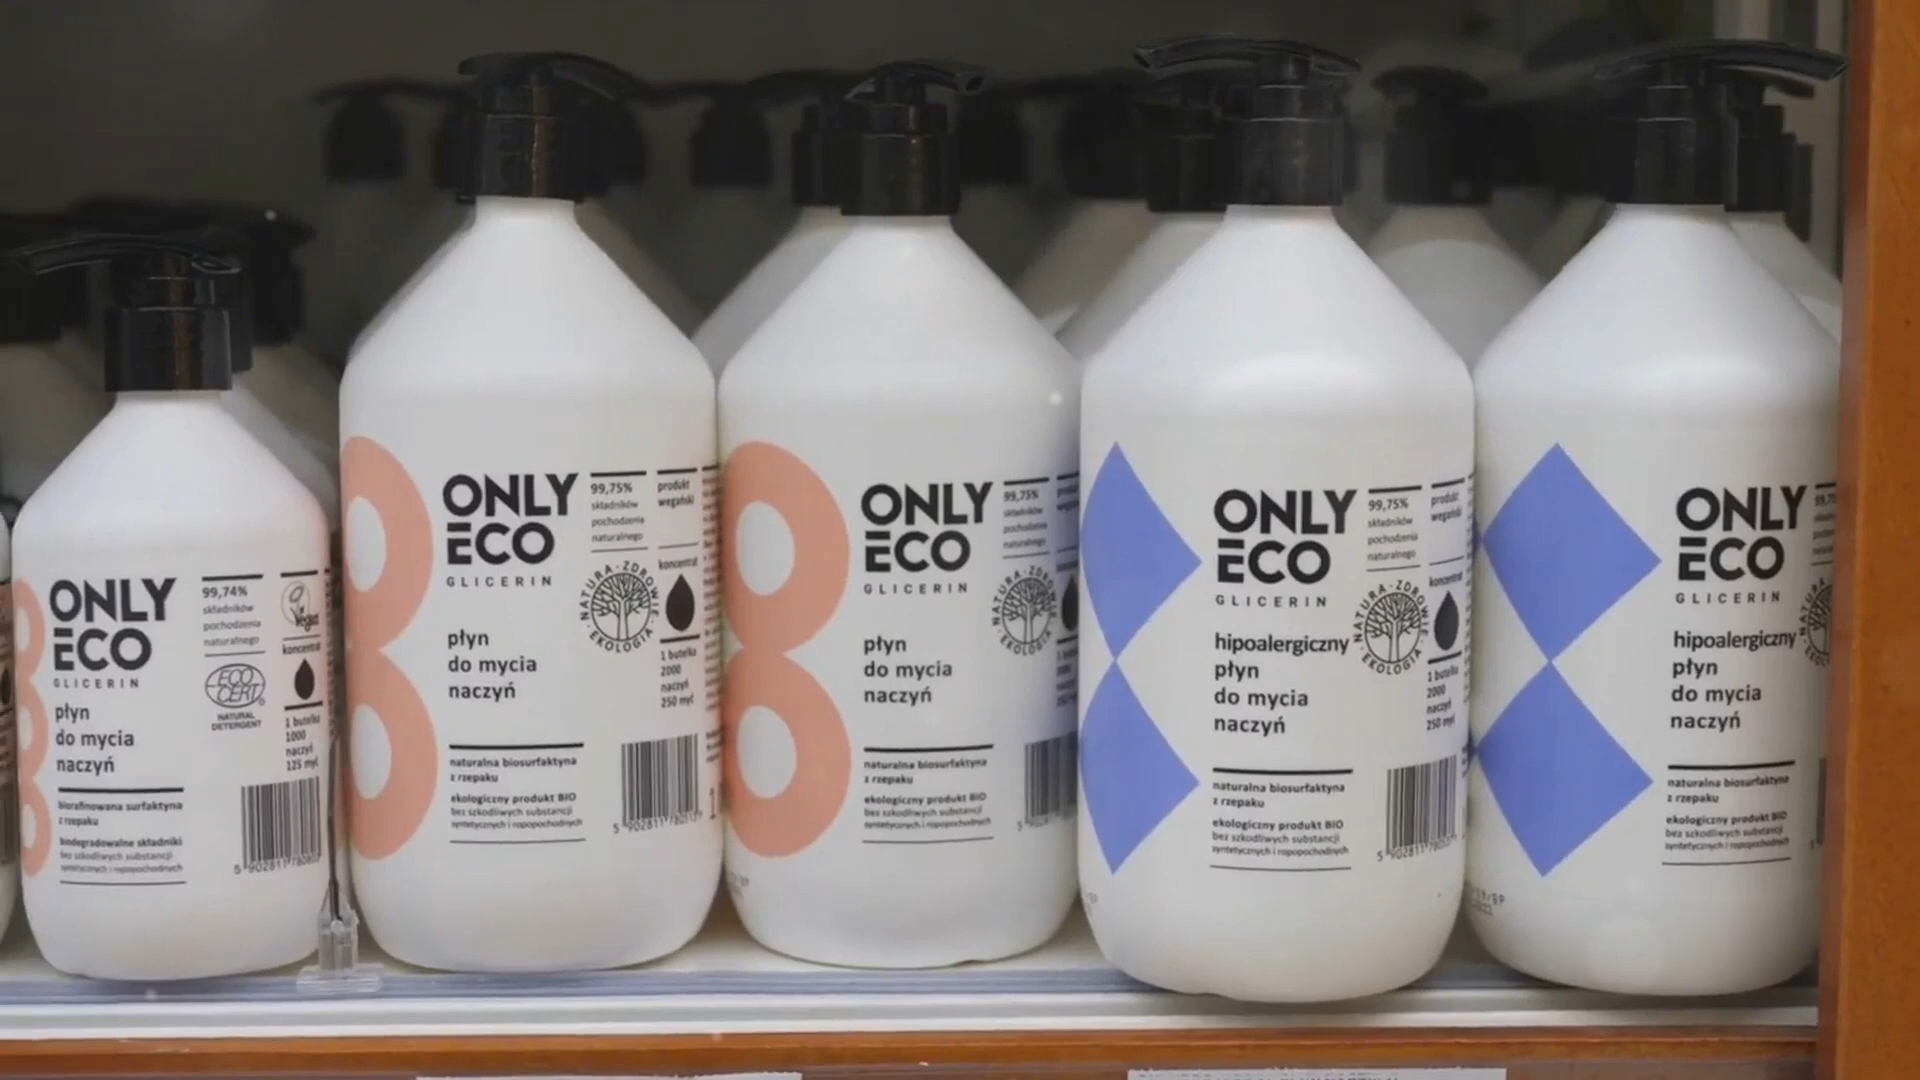 ONLY
ECO
GLICERIN
płyn
do mycia
naczyń
biorafinowana surfaktyna
z rzepaku
biodegradowalne składniki
bez szkodliwych substancji
syntetycznych i ropopochodnych
99,74%
składników
pochodzenia
naturalnego
ECO
CERT
NATURAL
DETERGENT
koncentrat
1 butelka
1000
naczyń
125 myć
ONLY
ECO
GLICERIN
płyn
do mycia
naczyń
naturalna biosurfaktyna
z rzepaku
ekologiczny produkt BIO
bez szkodliwych substancji
syntetycznych i ropopochodnych
99,75%
składników
pochodzenia
naturalnego
NATURA · ZDROWIE · EKOLOGIA ·
produkt
wegański
koncentrat
1 butelka
2000
naczyń
250 myć
ONLY
ECO
GLICERIN
płyn
do mycia
naczyń
naturalna biosurfaktyna
z rzepaku
ekologiczny produkt BIO
bez szkodliwych substancji
syntetycznych i ropopochodnych
99,75%
składników
pochodzenia
naturalnego
NATURA · ZDROWIE · EKOLOGIA ·
ONLY
ECO
GLICERIN
hipoalergiczny
płyn
do mycia
naczyń
naturalna biosurfaktyna
z rzepaku
ekologiczny produkt BIO
bez szkodliwych substancji
syntetycznych i ropopochodnych
99,75%
składników
pochodzenia
naturalnego
NATURA · ZDROWIE · EKOLOGIA ·
produkt
wegański
koncentrat
1 butelka
2000
naczyń
250 myć
ONLY
ECO
GLICERIN
hipoalergiczny
płyn
do mycia
naczyń
naturalna biosurfaktyna
z rzepaku
ekologiczny produkt BIO
bez szkodliwych substancji
syntetycznych i ropopochodnych